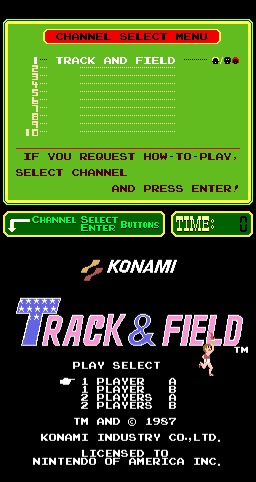 CHANNEL SELECT MENU
1 TRACK AND FIELD
2
3
4
5
6
7
8
9
10
IF YOU REQUEST HOW-TO-PLAY,
SELECT CHANNEL
AND PRESS ENTER!
CHANNEL SELECT
ENTER BUTTONS
TIME: 0
KONAMI
TRACK & FIELD
TM
PLAY SELECT
1 PLAYER A
1 PLAYER B
2 PLAYERS A
2 PLAYERS B
TM AND © 1987
KONAMI INDUSTRY CO.,LTD.
LICENSED TO
NINTENDO OF AMERICA INC.